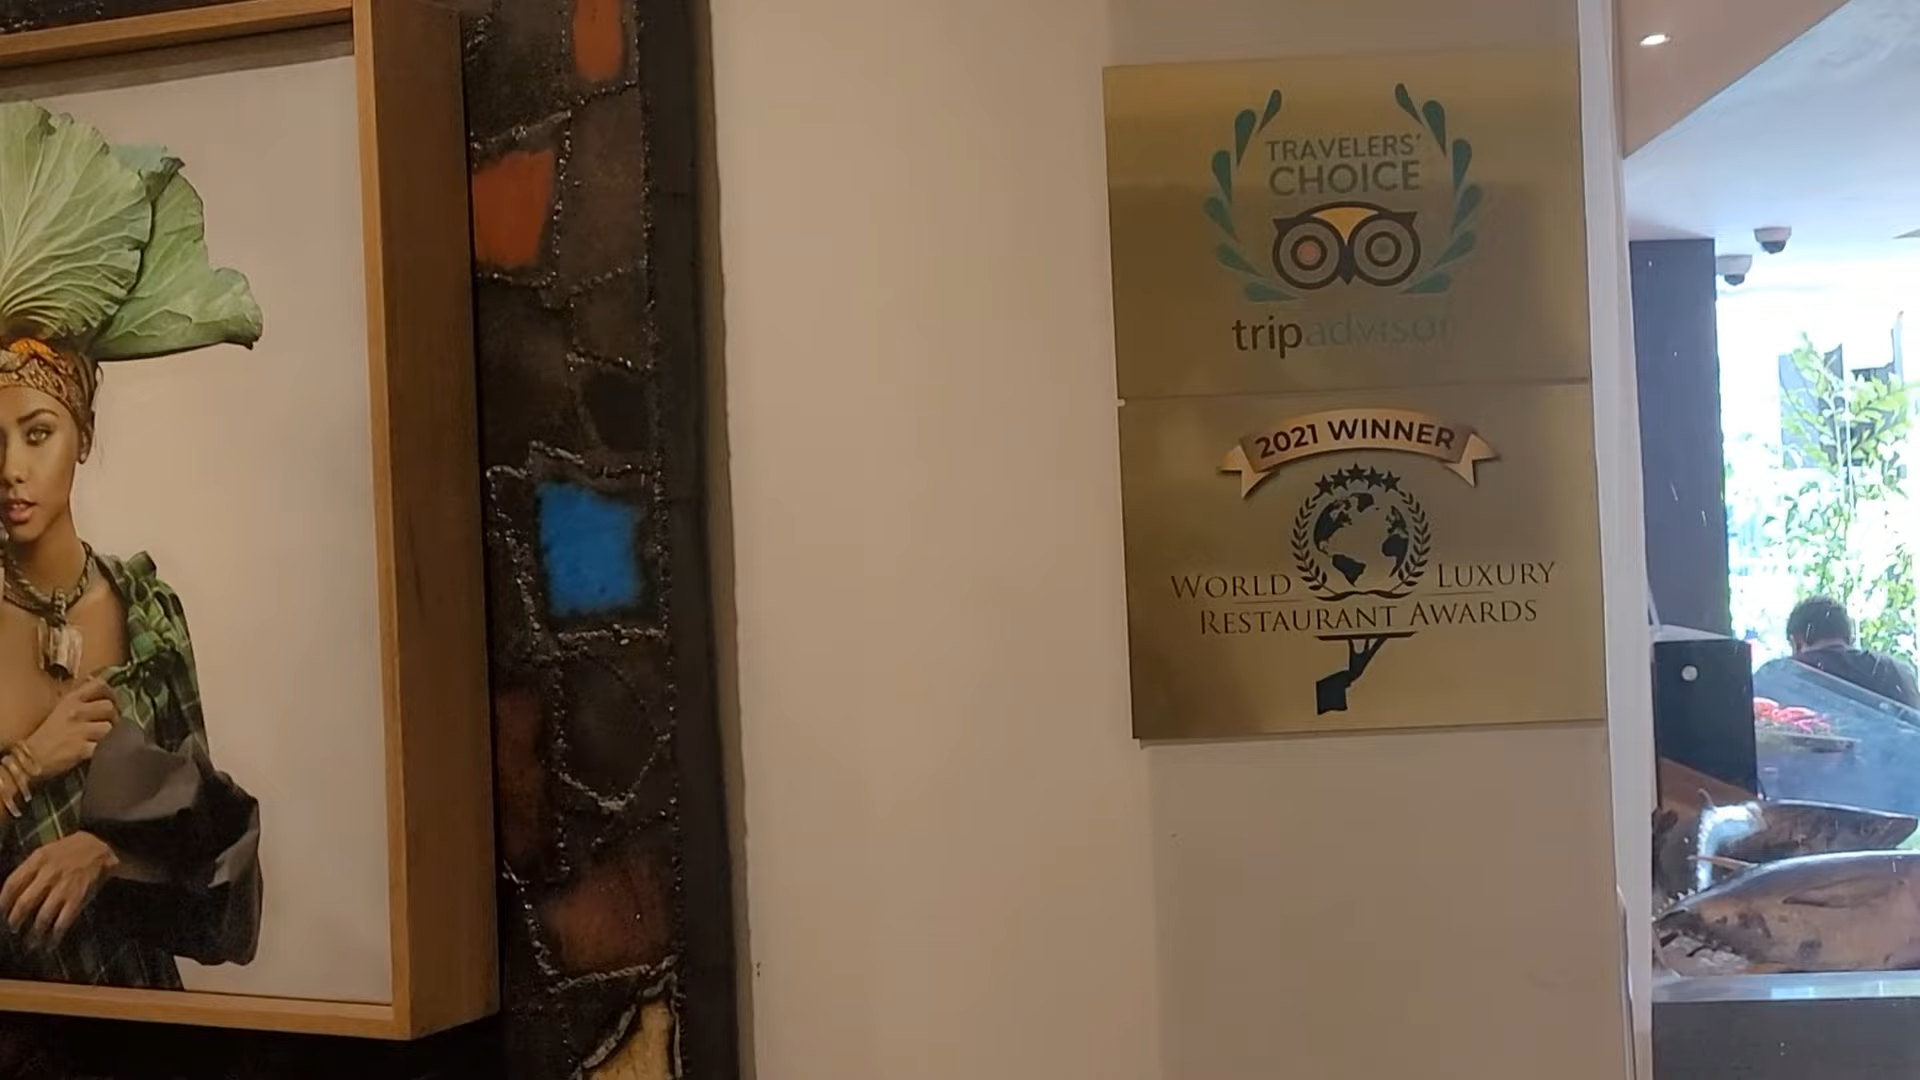 TRAVELERS'
CHOICE
tripadvisor
2021 WINNER
WORLD LUXURY
RESTAURANT AWARDS